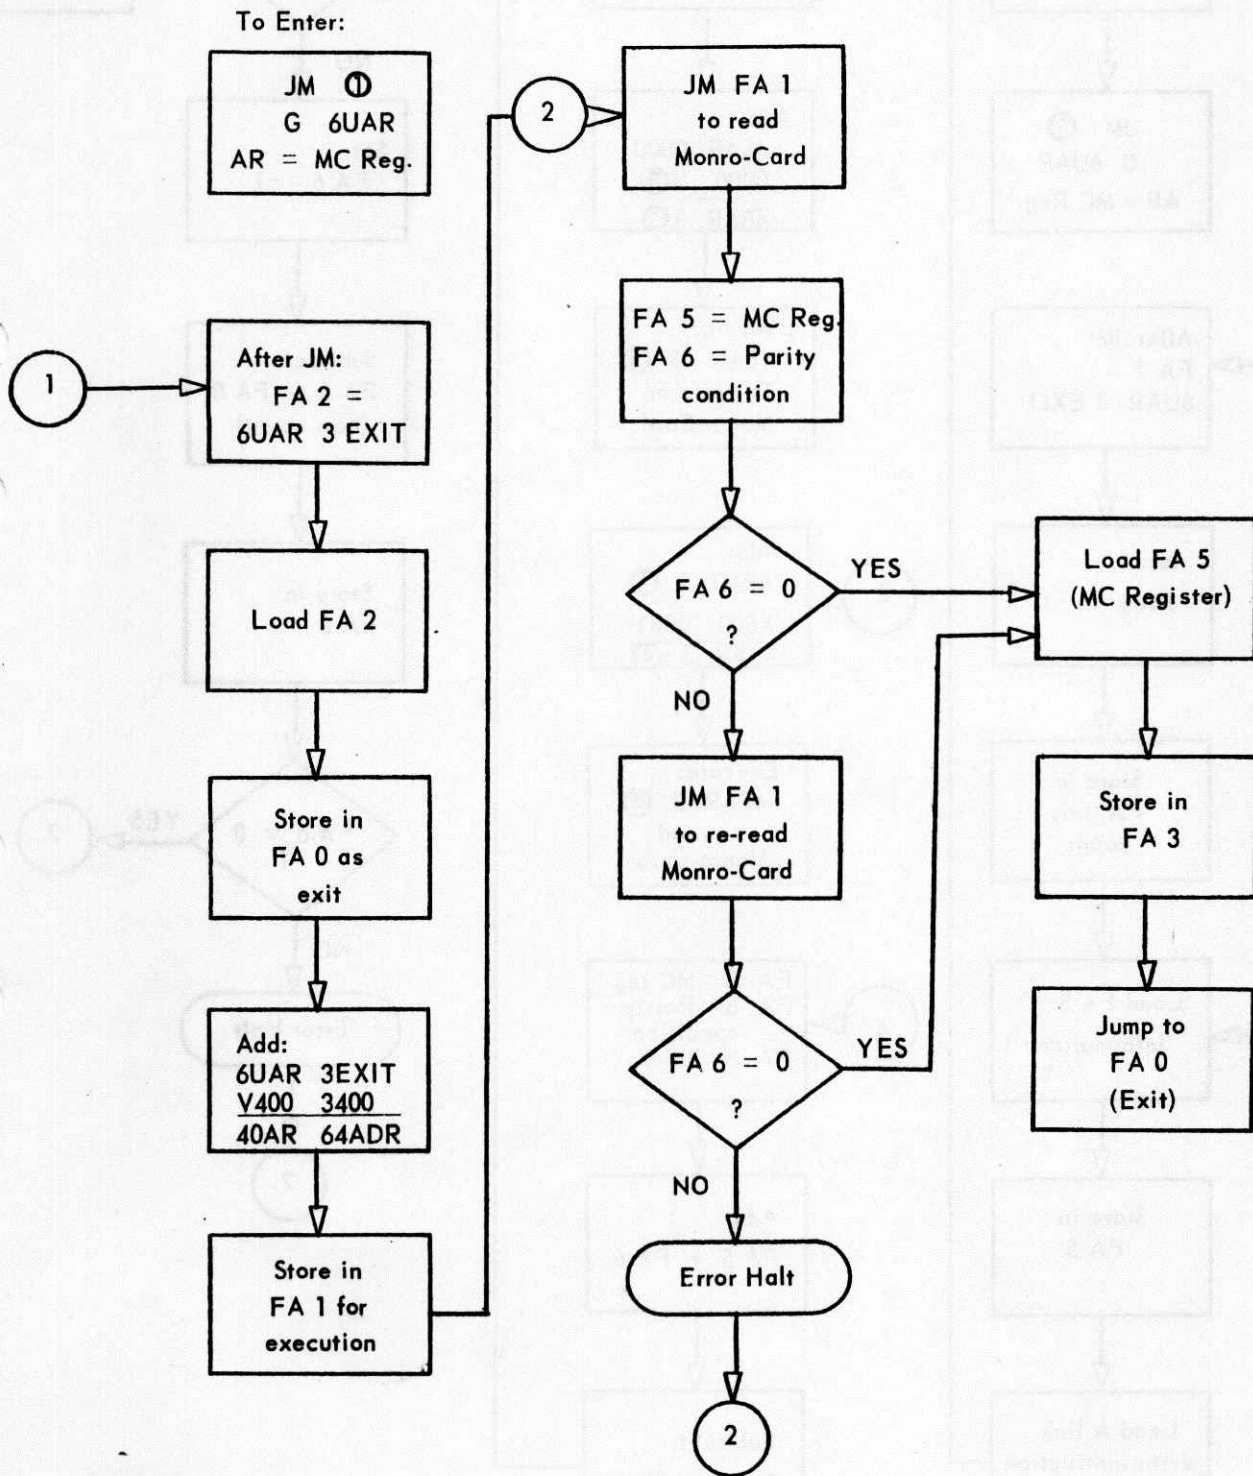 To Enter:
JM ①
G 6UAR
AR = MC Reg.
1
After JM:
FA 2 =
6UAR 3 EXIT
Load FA 2
Store in
FA 0 as
exit
Add:
6UAR 3EXIT
V400 3400
40AR 64ADR
Store in
FA 1 for
execution
2
JM FA 1
to read
Monro-Card
FA 5 = MC Reg.
FA 6 = Parity
condition
FA 6 = 0
?
YES
NO
JM FA 1
to re-read
Monro-Card
FA 6 = 0
?
YES
NO
Error Halt
2
Load FA 5
(MC Register)
Store in
FA 3
Jump to
FA 0
(Exit)